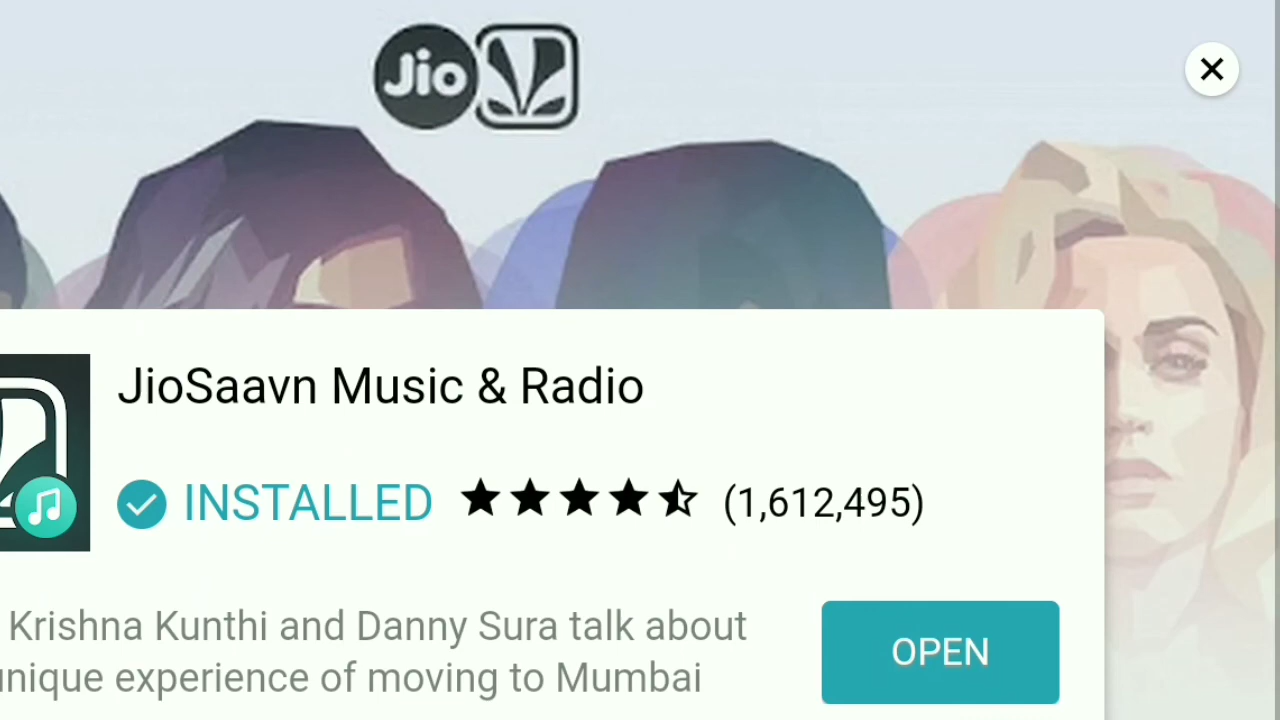 Jio
JioSaavn Music & Radio
INSTALLED (1,612,495)
Krishna Kunthi and Danny Sura talk about
unique experience of moving to Mumbai
OPEN